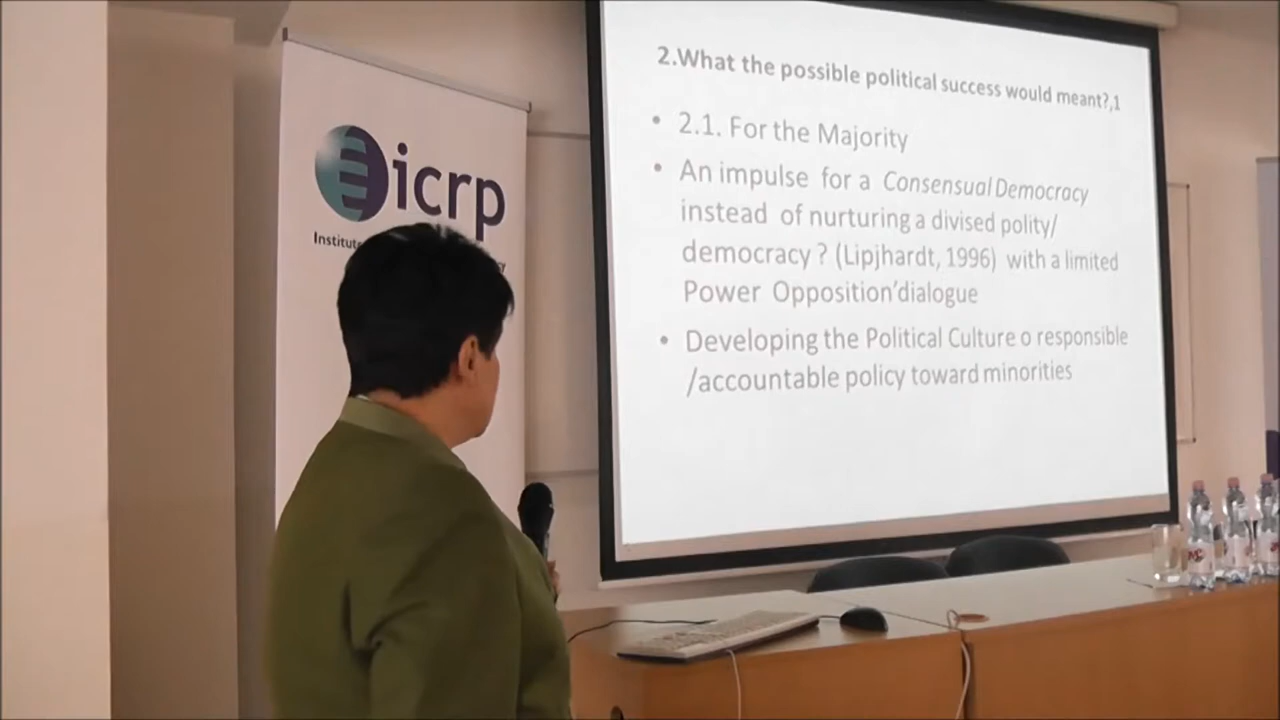 icrp
Institute
2.What the possible political success would meant?,1
• 2.1. For the Majority
• An impulse for a Consensual Democracy
instead of nurturing a divised polity/
democracy ? (Lipjhardt, 1996) with a limited
Power Opposition'dialogue
• Developing the Political Culture o responsible
/accountable policy toward minorities